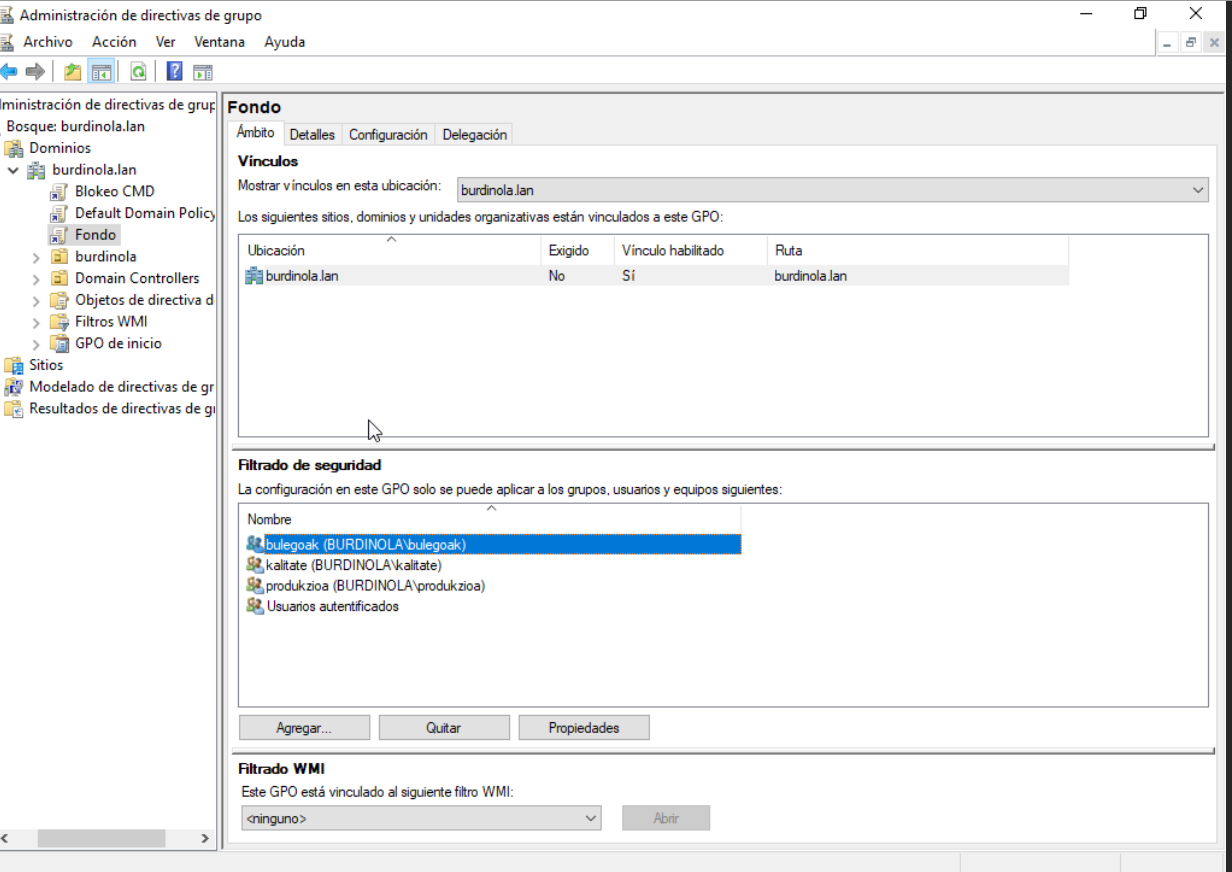 Administración de directivas de grupo
Archivo Acción Ver Ventana Ayuda
ministración de directivas de grup
Bosque: burdinola.lan
Dominios
burdinola.lan
Blokeo CMD
Default Domain Policy
Fondo
burdinola
Domain Controllers
Objetos de directiva d
Filtros WMI
GPO de inicio
Sitios
Modelado de directivas de gr
Resultados de directivas de g
Fondo
Ámbito Detalles Configuración Delegación
Vínculos
Mostrar vínculos en esta ubicación: burdinola.lan
Los siguientes sitios, dominios y unidades organizativas están vinculados a este GPO:
Ubicación Exigido Vínculo habilitado Ruta
burdinola.lan No Sí burdinola.lan
Filtrado de seguridad
La configuración en este GPO solo se puede aplicar a los grupos, usuarios y equipos siguientes:
Nombre
bulegoak (BURDINOLA\bulegoak)
kalitate (BURDINOLA\kalitate)
produkzioa (BURDINOLA\produkzioa)
Usuarios autentificados
Agregar... Quitar Propiedades
Filtrado WMI
Este GPO está vinculado al siguiente filtro WMI:
<ninguno> Abrir